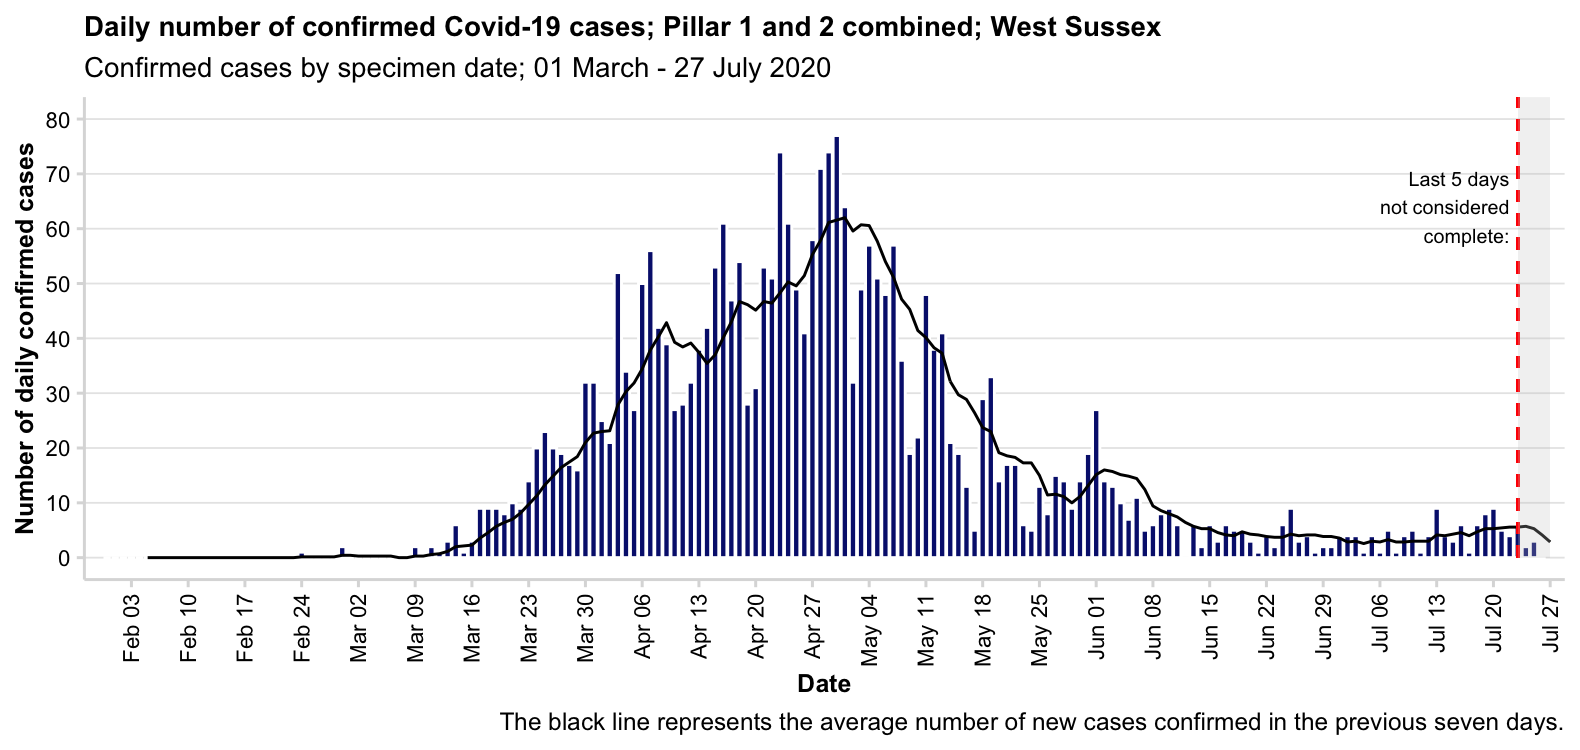 Daily number of confirmed Covid-19 cases; Pillar 1 and 2 combined; West Sussex
Confirmed cases by specimen date; 01 March - 27 July 2020
Number of daily confirmed cases
80
70
60
50
40
30
20
10
0
Last 5 days
not considered
complete:
Feb 03
Feb 10
Feb 17
Feb 24
Mar 02
Mar 09
Mar 16
Mar 23
Mar 30
Apr 06
Apr 13
Apr 20
Apr 27
May 04
May 11
May 18
May 25
Jun 01
Jun 08
Jun 15
Jun 22
Jun 29
Jul 06
Jul 13
Jul 20
Jul 27
Date
The black line represents the average number of new cases confirmed in the previous seven days.